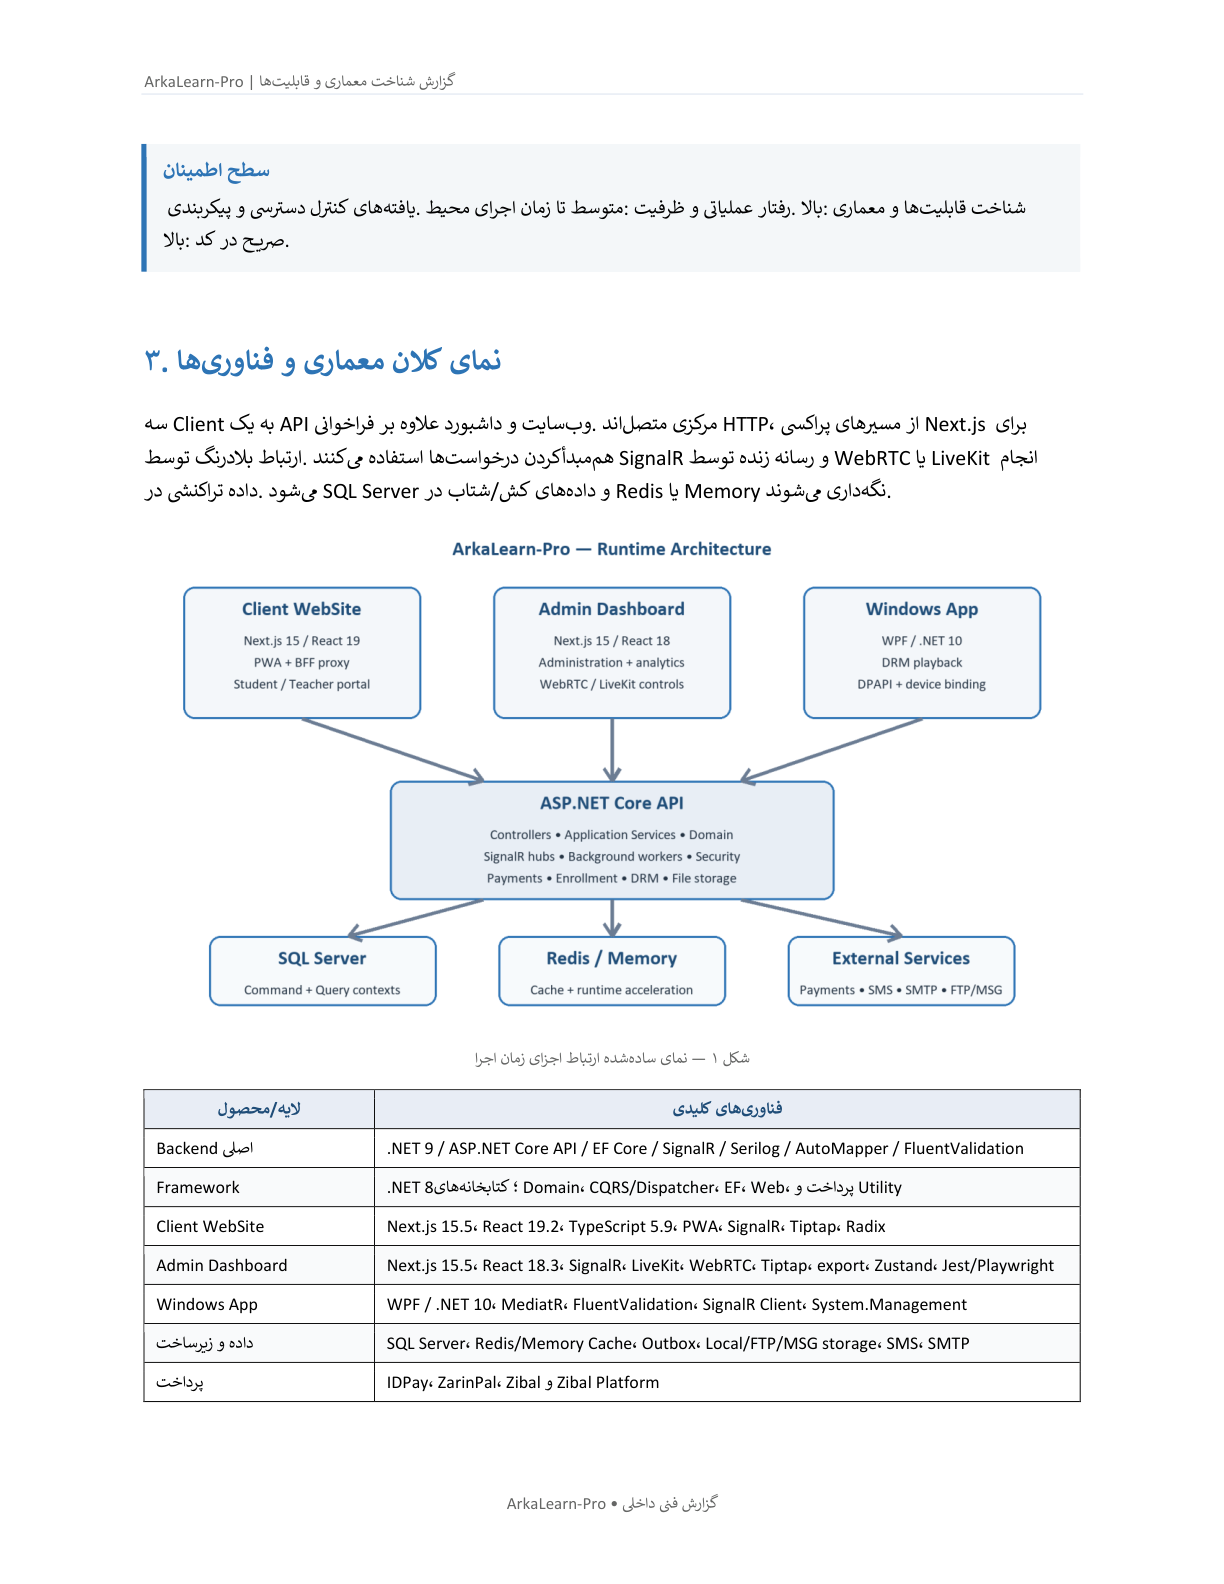 گزارش شناخت معماری و قابلیت‌ها | ArkaLearn-Pro
سطح اطمینان
شناخت قابلیت‌ها و معماری: بالا. رفتار عملیاتی و ظرفیت: متوسط تا زمان اجرای محیط. یافته‌های کنترل دسترسی و پیکربندی
صریح در کد: بالا.
۳. نمای کلان معماری و فناوری‌ها
سه Client به یک API مرکزی متصل‌اند. وب‌سایت و داشبورد علاوه بر فراخوانی HTTP، از مسیرهای پراکسی Next.js برای
هم‌مبدأکردن درخواست‌ها استفاده می‌کنند. ارتباط بلادرنگ توسط SignalR و رسانه زنده توسط WebRTC یا LiveKit انجام
می‌شود. داده تراکنشی در SQL Server و داده‌های کش/شتاب در Redis یا Memory نگه‌داری می‌شوند.
ArkaLearn-Pro — Runtime Architecture
Client WebSite
Next.js 15 / React 19
PWA + BFF proxy
Student / Teacher portal
Admin Dashboard
Next.js 15 / React 18
Administration + analytics
WebRTC / LiveKit controls
Windows App
WPF / .NET 10
DRM playback
DPAPI + device binding
ASP.NET Core API
Controllers • Application Services • Domain
SignalR hubs • Background workers • Security
Payments • Enrollment • DRM • File storage
SQL Server
Command + Query contexts
Redis / Memory
Cache + runtime acceleration
External Services
Payments • SMS • SMTP • FTP/MSG
شکل ۱ — نمای ساده‌شده ارتباط اجزای زمان اجرا
لایه/محصول	فناوری‌های کلیدی
Backend اصلی	.NET 9 / ASP.NET Core API / EF Core / SignalR / Serilog / AutoMapper / FluentValidation
Framework	.NET 8؛ کتابخانه‌های Domain، CQRS/Dispatcher، EF، Web، پرداخت و Utility
Client WebSite	Next.js 15.5، React 19.2، TypeScript 5.9، PWA، SignalR، Tiptap، Radix
Admin Dashboard	Next.js 15.5، React 18.3، SignalR، LiveKit، WebRTC، Tiptap، export، Zustand، Jest/Playwright
Windows App	WPF / .NET 10، MediatR، FluentValidation، SignalR Client، System.Management
داده و زیرساخت	SQL Server، Redis/Memory Cache، Outbox، Local/FTP/MSG storage، SMS، SMTP
پرداخت	IDPay، ZarinPal، Zibal و Zibal Platform
گزارش فنی داخلی • ArkaLearn-Pro